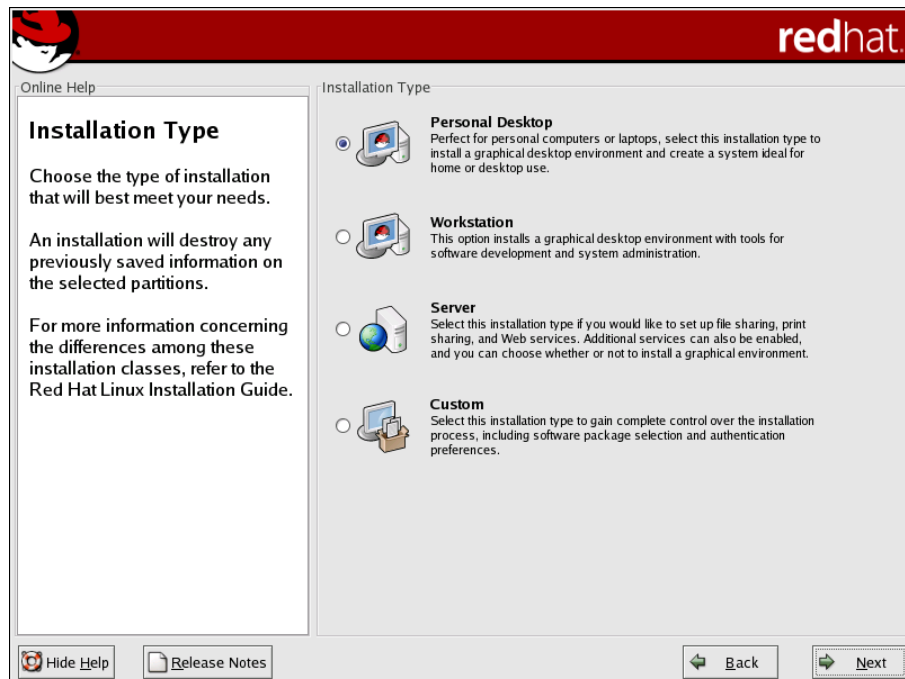 redhat.
Online Help
Installation Type
Choose the type of installation
that will best meet your needs.
An installation will destroy any
previously saved information on
the selected partitions.
For more information concerning
the differences among these
installation classes, refer to the
Red Hat Linux Installation Guide.
Installation Type
Personal Desktop
Perfect for personal computers or laptops, select this installation type to
install a graphical desktop environment and create a system ideal for
home or desktop use.
Workstation
This option installs a graphical desktop environment with tools for
software development and system administration.
Server
Select this installation type if you would like to set up file sharing, print
sharing, and Web services. Additional services can also be enabled,
and you can choose whether or not to install a graphical environment.
Custom
Select this installation type to gain complete control over the installation
process, including software package selection and authentication
preferences.
Hide Help
Release Notes
Back
Next